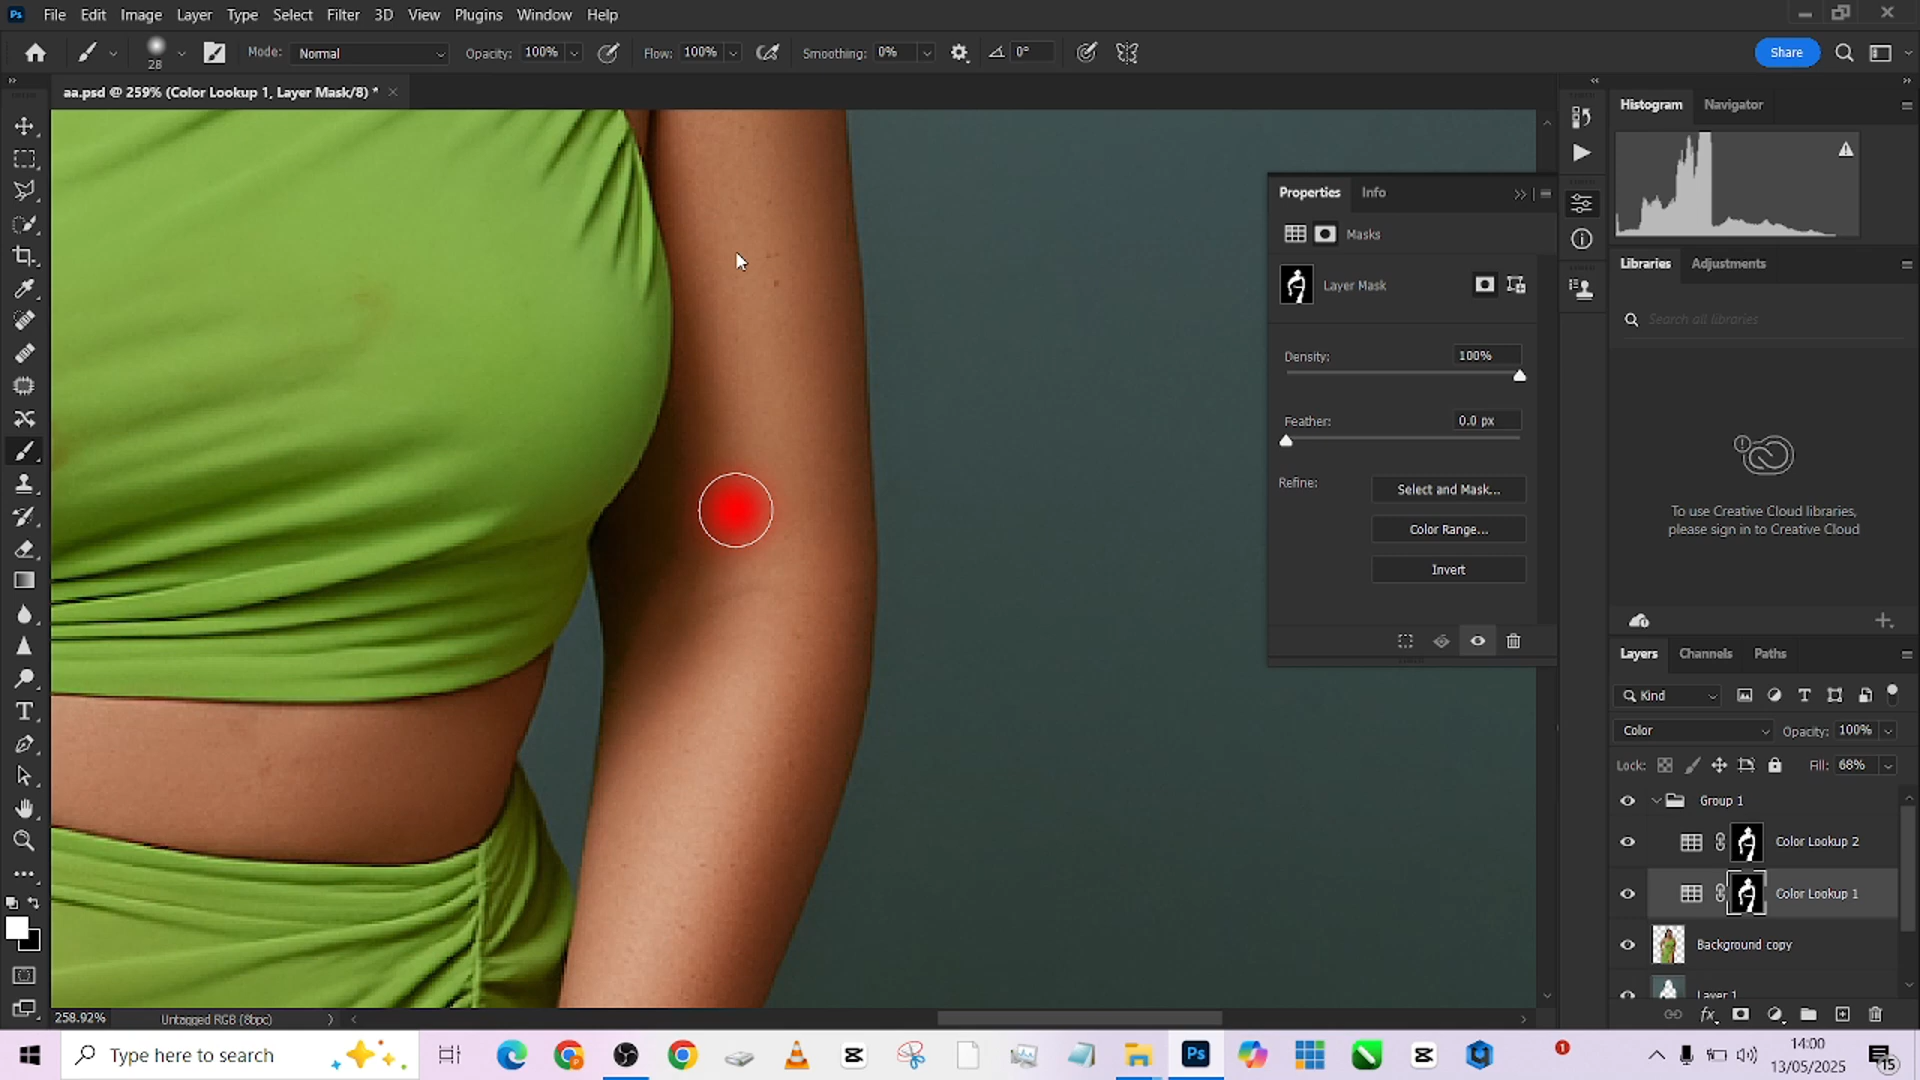 Ps File Edit Image Layer Type Select Filter 3D View Plugins Window Help
28 Mode: Normal Opacity: 100% Flow: 100% Smoothing: 0% 0° Share
aa.psd @ 259% (Color Lookup 1, Layer Mask/8) *
Histogram Navigator
Properties Info
Masks
Layer Mask
Density: 100%
Feather: 0.0 px
Refine: Select and Mask...
Color Range...
Invert
Libraries Adjustments
Search all libraries
To use Creative Cloud libraries,
please sign in to Creative Cloud
Layers Channels Paths
Kind
Color Opacity: 100%
Lock: Fill: 68%
Group 1
Color Lookup 2
Color Lookup 1
Background copy
Layer 1
258.92% Untagged RGB (8bpc)
Type here to search
Ps
1
14:00
13/05/2025
15